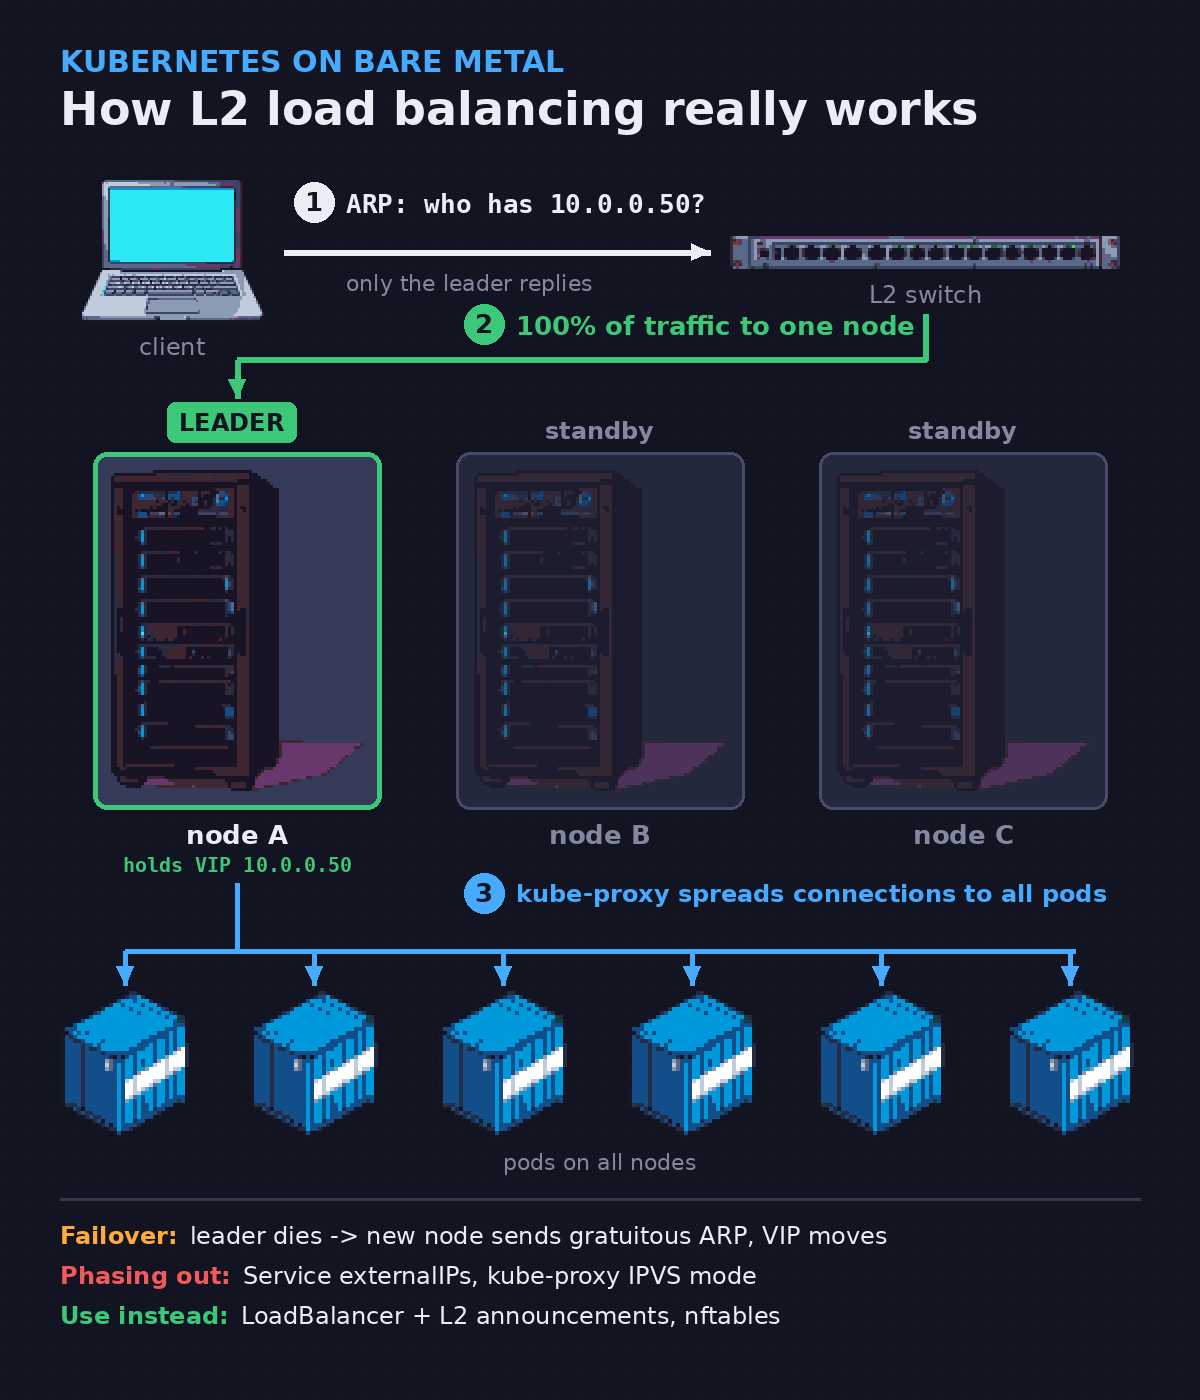 KUBERNETES ON BARE METAL
How L2 load balancing really works
1 ARP: who has 10.0.0.50?
only the leader replies
L2 switch
2 100% of traffic to one node
client
LEADER
standby
standby
node A
node B
node C
holds VIP 10.0.0.50
3 kube-proxy spreads connections to all pods
pods on all nodes
Failover: leader dies -> new node sends gratuitous ARP, VIP moves
Phasing out: Service externalIPs, kube-proxy IPVS mode
Use instead: LoadBalancer + L2 announcements, nftables